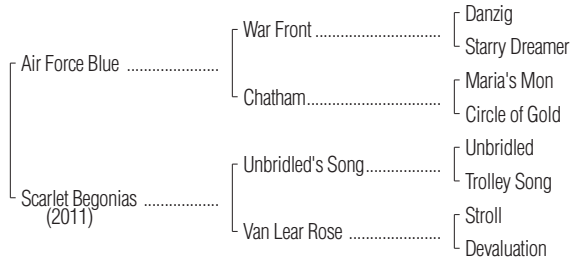 Danzig
War Front ......................................
Starry Dreamer
Air Force Blue .....................
Maria's Mon
Chatham........................................
Circle of Gold
Unbridled
Unbridled's Song.......................
Trolley Song
Scarlet Begonias .................
(2011)
Stroll
Van Lear Rose ............................
Devaluation